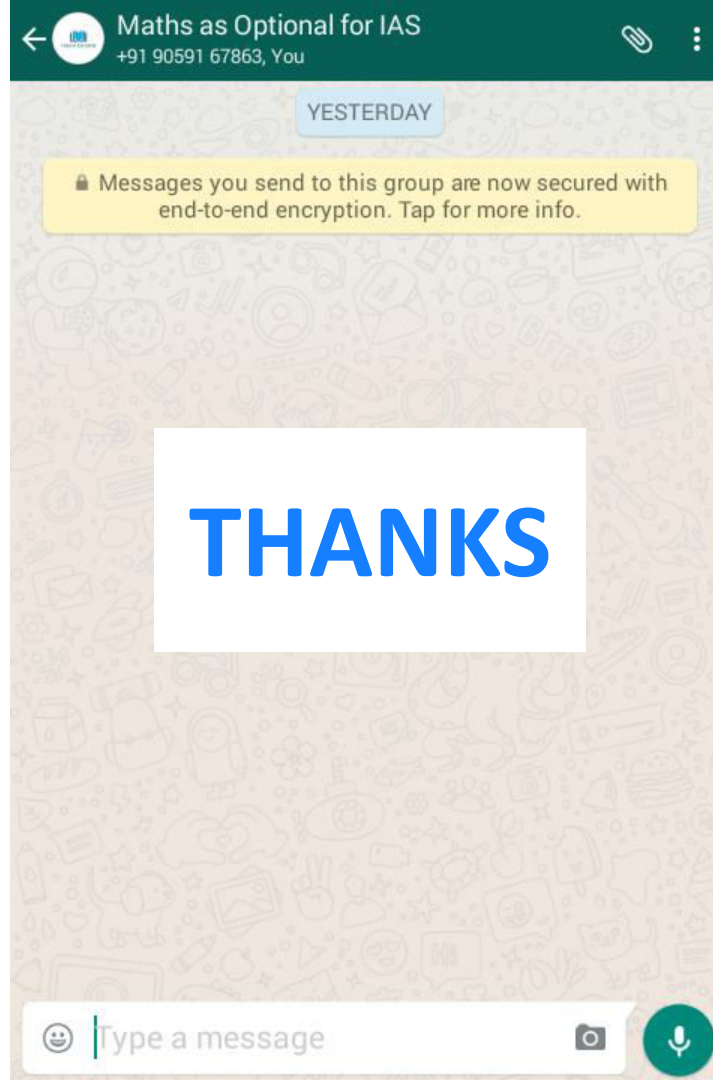 Maths as Optional for IAS
+91 90591 67863, You
YESTERDAY
Messages you send to this group are now secured with
end-to-end encryption. Tap for more info.
THANKS
Type a message